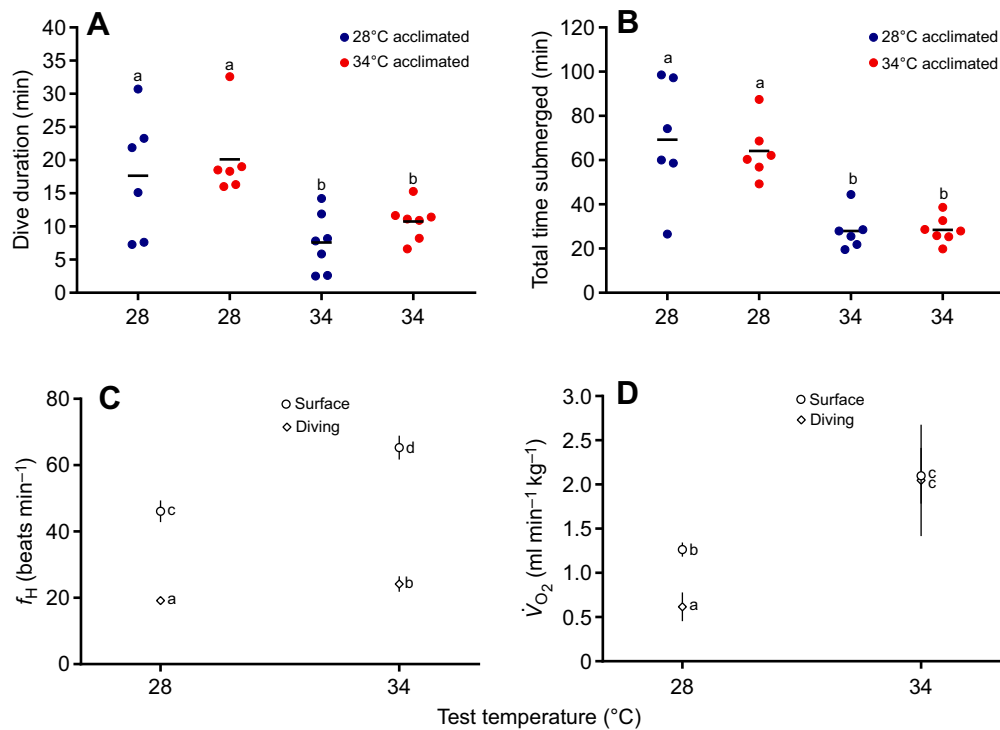 A
28°C acclimated
34°C acclimated
Dive duration (min)
40
35
30
25
20
15
10
5
0
a
a
b
b
28
28
34
34
B
28°C acclimated
34°C acclimated
Total time submerged (min)
120
100
80
60
40
20
0
a
a
b
b
28
28
34
34
C
Surface
Diving
fH (beats min–1)
80
60
40
20
0
c
a
d
b
28
34
D
Surface
Diving
V̇O2 (ml min–1 kg–1)
3.0
2.5
2.0
1.5
1.0
0.5
0
b
a
c
c
28
34
Test temperature (°C)